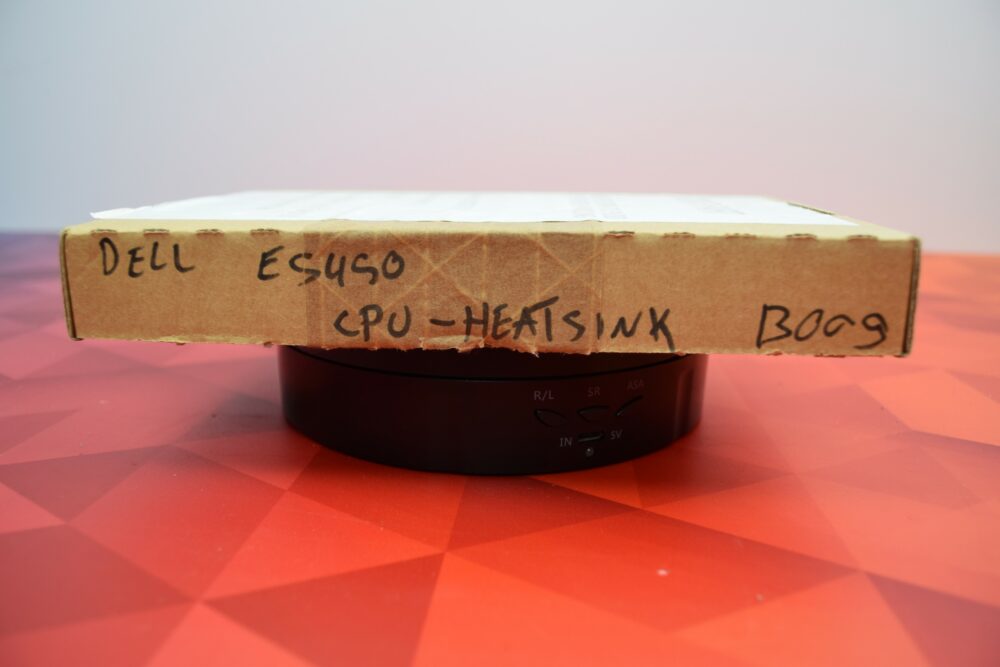 DELL E5450
CPU-HEATSINK B009
R/L SR ASA
IN 5V